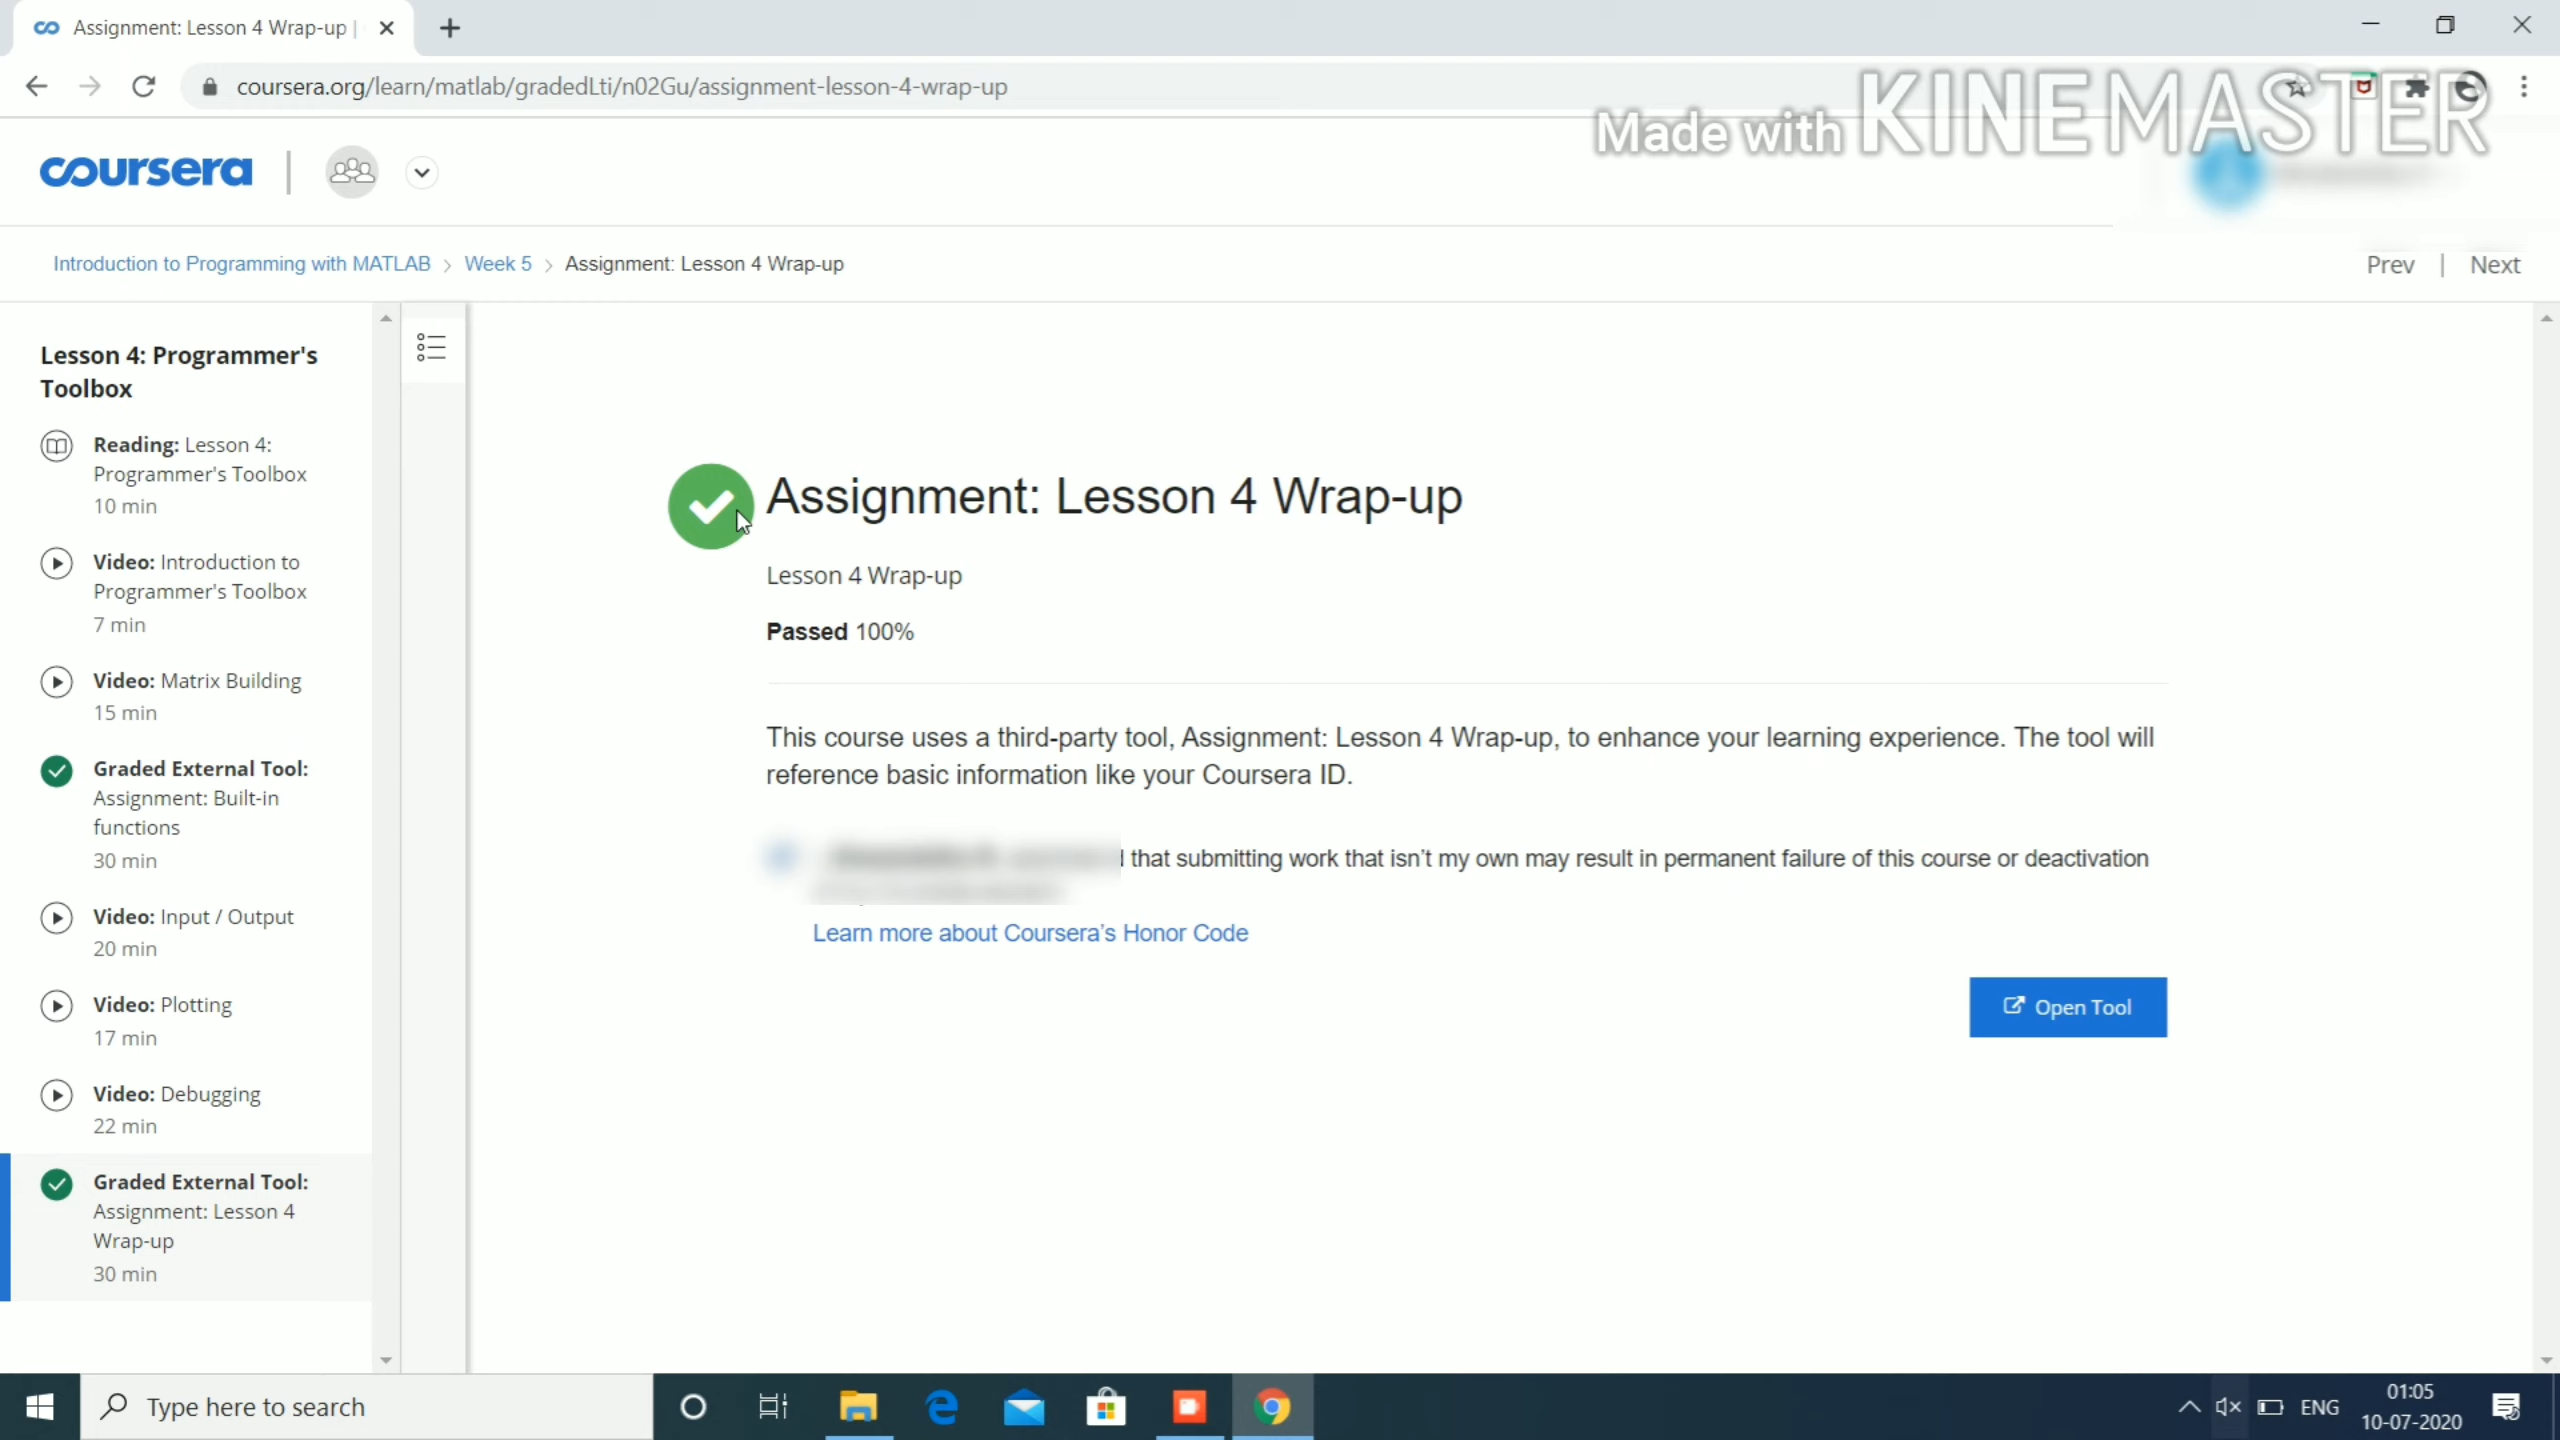 Assignment: Lesson 4 Wrap-up |
coursera.org/learn/matlab/gradedLti/n02Gu/assignment-lesson-4-wrap-up
Made with KINEMASTER
coursera
Introduction to Programming with MATLAB > Week 5 > Assignment: Lesson 4 Wrap-up
Prev | Next
Lesson 4: Programmer's
Toolbox
Reading: Lesson 4:
Programmer's Toolbox
10 min
Video: Introduction to
Programmer's Toolbox
7 min
Video: Matrix Building
15 min
Graded External Tool:
Assignment: Built-in
functions
30 min
Video: Input / Output
20 min
Video: Plotting
17 min
Video: Debugging
22 min
Graded External Tool:
Assignment: Lesson 4
Wrap-up
30 min
Assignment: Lesson 4 Wrap-up
Lesson 4 Wrap-up
Passed 100%
This course uses a third-party tool, Assignment: Lesson 4 Wrap-up, to enhance your learning experience. The tool will
reference basic information like your Coursera ID.
that submitting work that isn't my own may result in permanent failure of this course or deactivation
Learn more about Coursera's Honor Code
Open Tool
Type here to search
ENG
01:05
10-07-2020